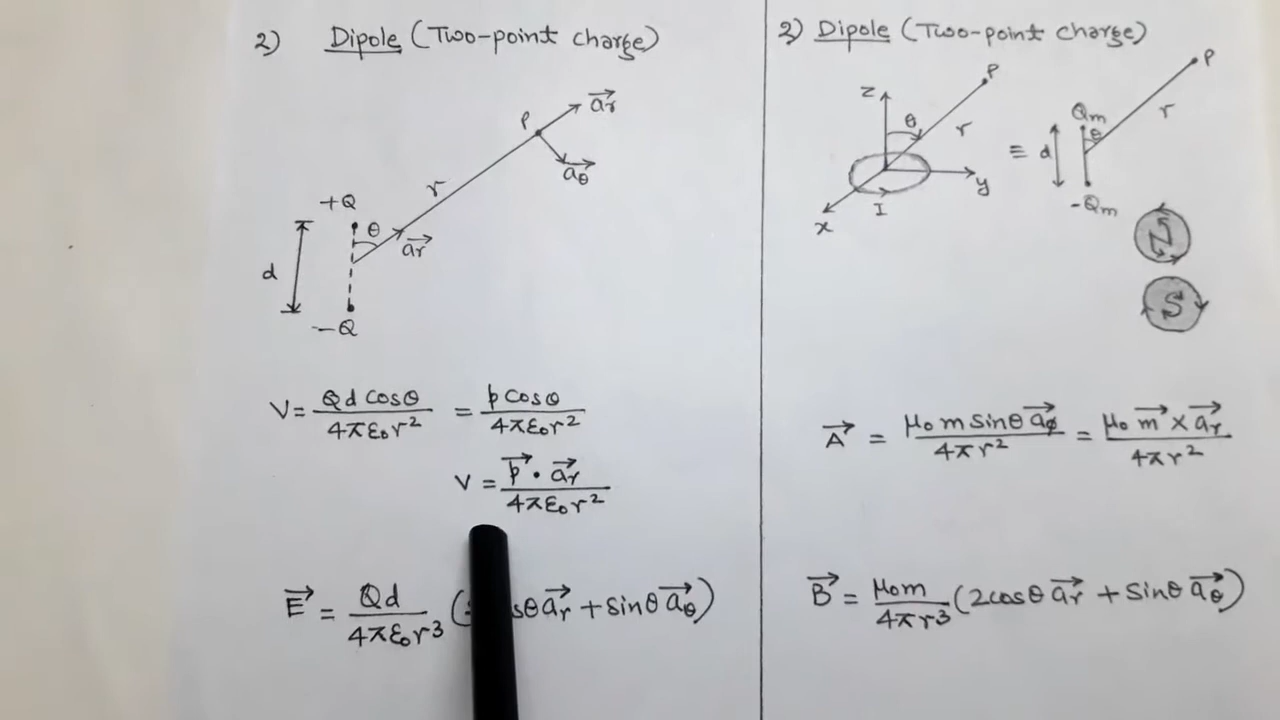 2) Dipole (Two-point charge)
P
→ar
→aθ
r
+Q
θ
→ar
d
−Q
V = Qd Cosθ / 4πε₀r² = p Cosθ / 4πε₀r²
V = →p · →ar / 4πε₀r²
→E = Qd / 4πε₀r³ ( sθ →ar + sinθ →aθ)
2) Dipole (Two-point charge)
Z
P
θ
r
y
x
I
≡
d
Qm
θ
-Qm
r
P
N
S
→A = μ₀ m Sinθ →aφ / 4πr² = μ₀ →m × →ar / 4πr²
→B = μ₀m / 4πr³ (2cosθ →ar + Sinθ →aθ)